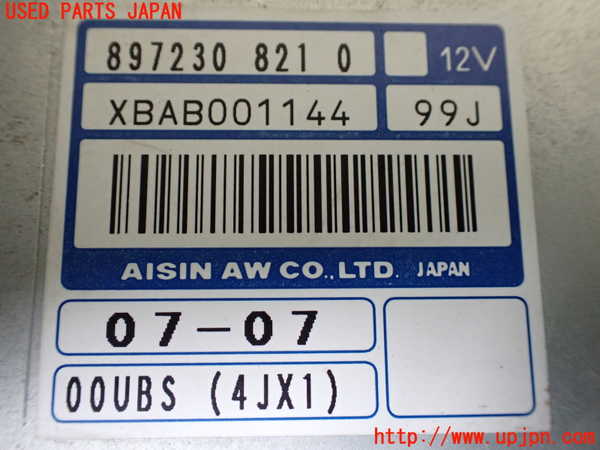 USED PARTS JAPAN
897230 821 0 12V
XBAB001144 99J
AISIN AW CO.,LTD. JAPAN
07-07
00UBS (4JX1)
http://www.upjpn.com